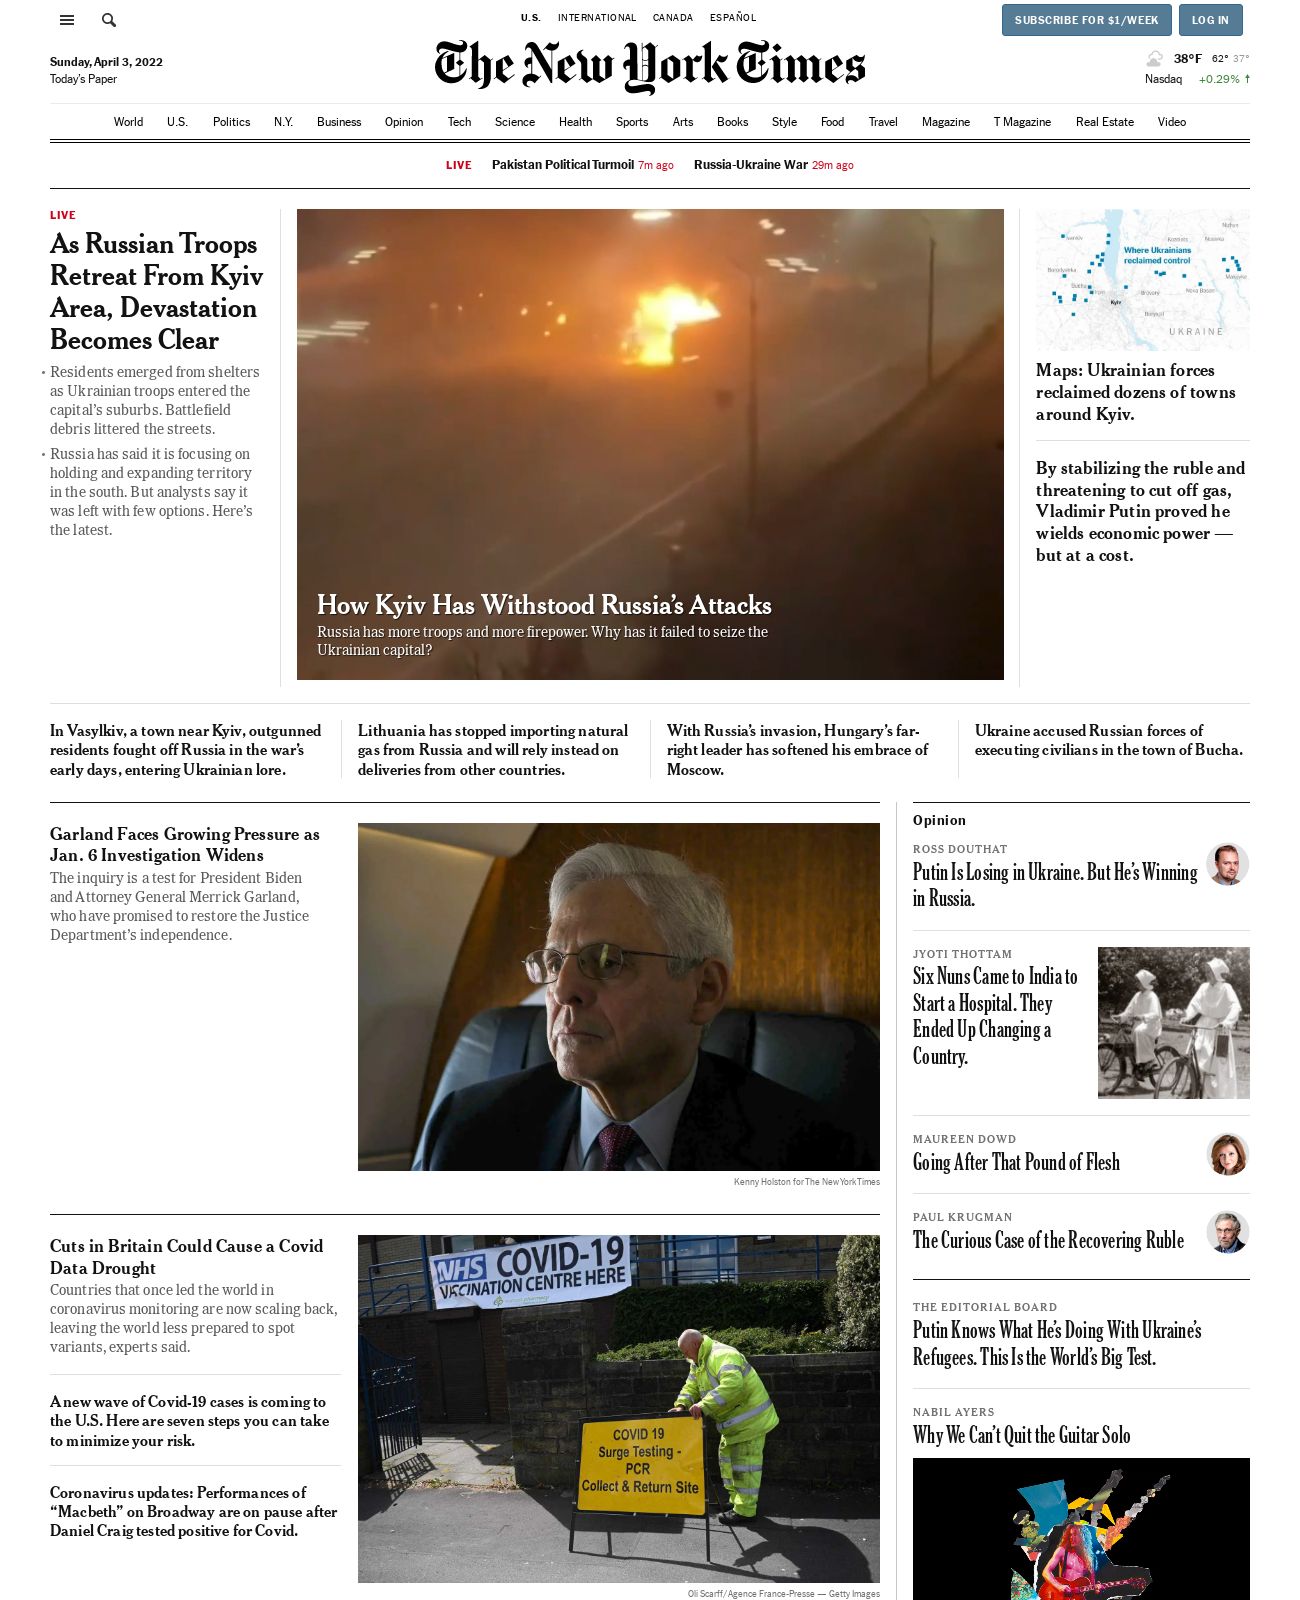 U.S. INTERNATIONAL CANADA ESPAÑOL
SUBSCRIBE FOR $1/WEEK
LOG IN
Sunday, April 3, 2022
Today's Paper
The New York Times
38°F 62° 37°
Nasdaq +0.29% ↑
World U.S. Politics N.Y. Business Opinion Tech Science Health Sports Arts Books Style Food Travel Magazine T Magazine Real Estate Video
LIVE Pakistan Political Turmoil 7m ago Russia-Ukraine War 29m ago
LIVE
As Russian Troops
Retreat From Kyiv
Area, Devastation
Becomes Clear
• Residents emerged from shelters
as Ukrainian troops entered the
capital’s suburbs. Battlefield
debris littered the streets.
• Russia has said it is focusing on
holding and expanding territory
in the south. But analysts say it
was left with few options. Here’s
the latest.
How Kyiv Has Withstood Russia’s Attacks
Russia has more troops and more firepower. Why has it failed to seize the
Ukrainian capital?
Where Ukrainians
reclaimed control
Ivankiv
Nizhyn
Borodyanka
Bucha
Irpin
Kyiv
Brovary
Nova Basan
Boryspil
UKRAINE
Maps: Ukrainian forces
reclaimed dozens of towns
around Kyiv.
By stabilizing the ruble and
threatening to cut off gas,
Vladimir Putin proved he
wields economic power —
but at a cost.
In Vasylkiv, a town near Kyiv, outgunned
residents fought off Russia in the war’s
early days, entering Ukrainian lore.
Lithuania has stopped importing natural
gas from Russia and will rely instead on
deliveries from other countries.
With Russia’s invasion, Hungary’s far-
right leader has softened his embrace of
Moscow.
Ukraine accused Russian forces of
executing civilians in the town of Bucha.
Garland Faces Growing Pressure as
Jan. 6 Investigation Widens
The inquiry is a test for President Biden
and Attorney General Merrick Garland,
who have promised to restore the Justice
Department’s independence.
Kenny Holston for The New York Times
Cuts in Britain Could Cause a Covid
Data Drought
Countries that once led the world in
coronavirus monitoring are now scaling back,
leaving the world less prepared to spot
variants, experts said.
A new wave of Covid-19 cases is coming to
the U.S. Here are seven steps you can take
to minimize your risk.
Coronavirus updates: Performances of
“Macbeth” on Broadway are on pause after
Daniel Craig tested positive for Covid.
NHS COVID-19
VACCINATION CENTRE HERE
COVID 19
Surge Testing -
PCR
Collect & Return Site
Oli Scarff/Agence France-Presse — Getty Images
Opinion
ROSS DOUTHAT
Putin Is Losing in Ukraine. But He’s Winning
in Russia.
JYOTI THOTTAM
Six Nuns Came to India to
Start a Hospital. They
Ended Up Changing a
Country.
MAUREEN DOWD
Going After That Pound of Flesh
PAUL KRUGMAN
The Curious Case of the Recovering Ruble
THE EDITORIAL BOARD
Putin Knows What He’s Doing With Ukraine’s
Refugees. This Is the World’s Big Test.
NABIL AYERS
Why We Can’t Quit the Guitar Solo